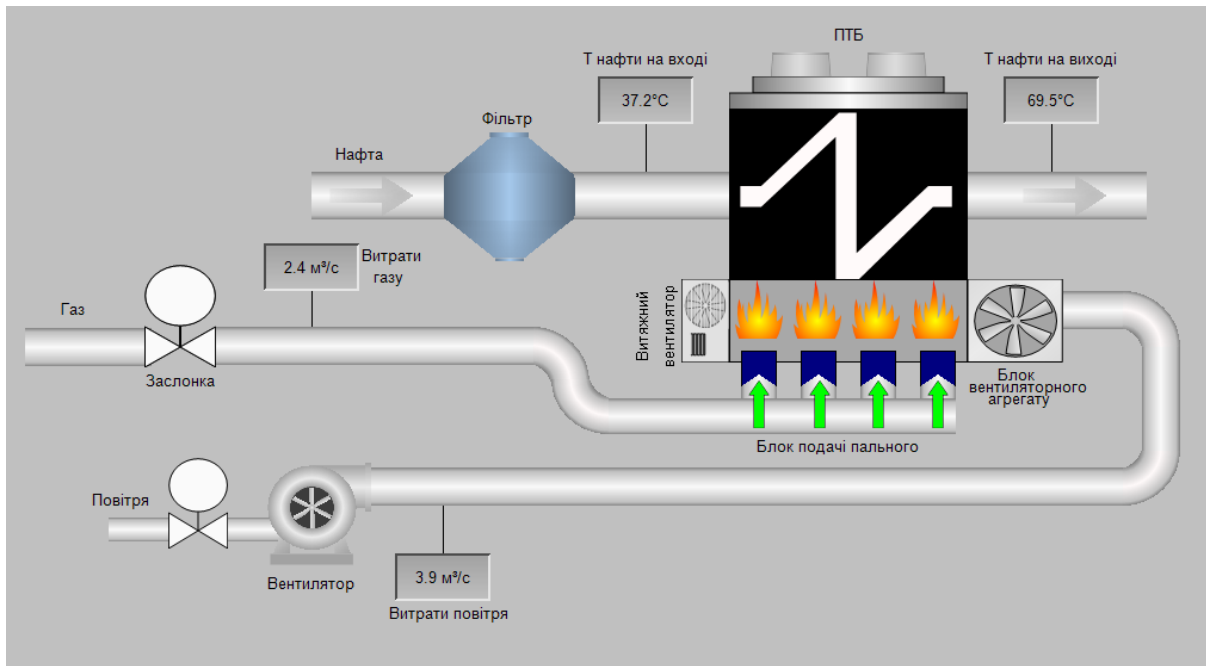 ПТБ
Т нафти на вході
Т нафти на виході
37.2°C
69.5°C
Фільтр
Нафта
2.4 м³/с
Витрати
газу
Газ
Заслонка
Витяжний
вентилятор
Блок
вентиляторного
агрегату
Блок подачі пального
Повітря
Вентилятор
3.9 м³/с
Витрати повітря